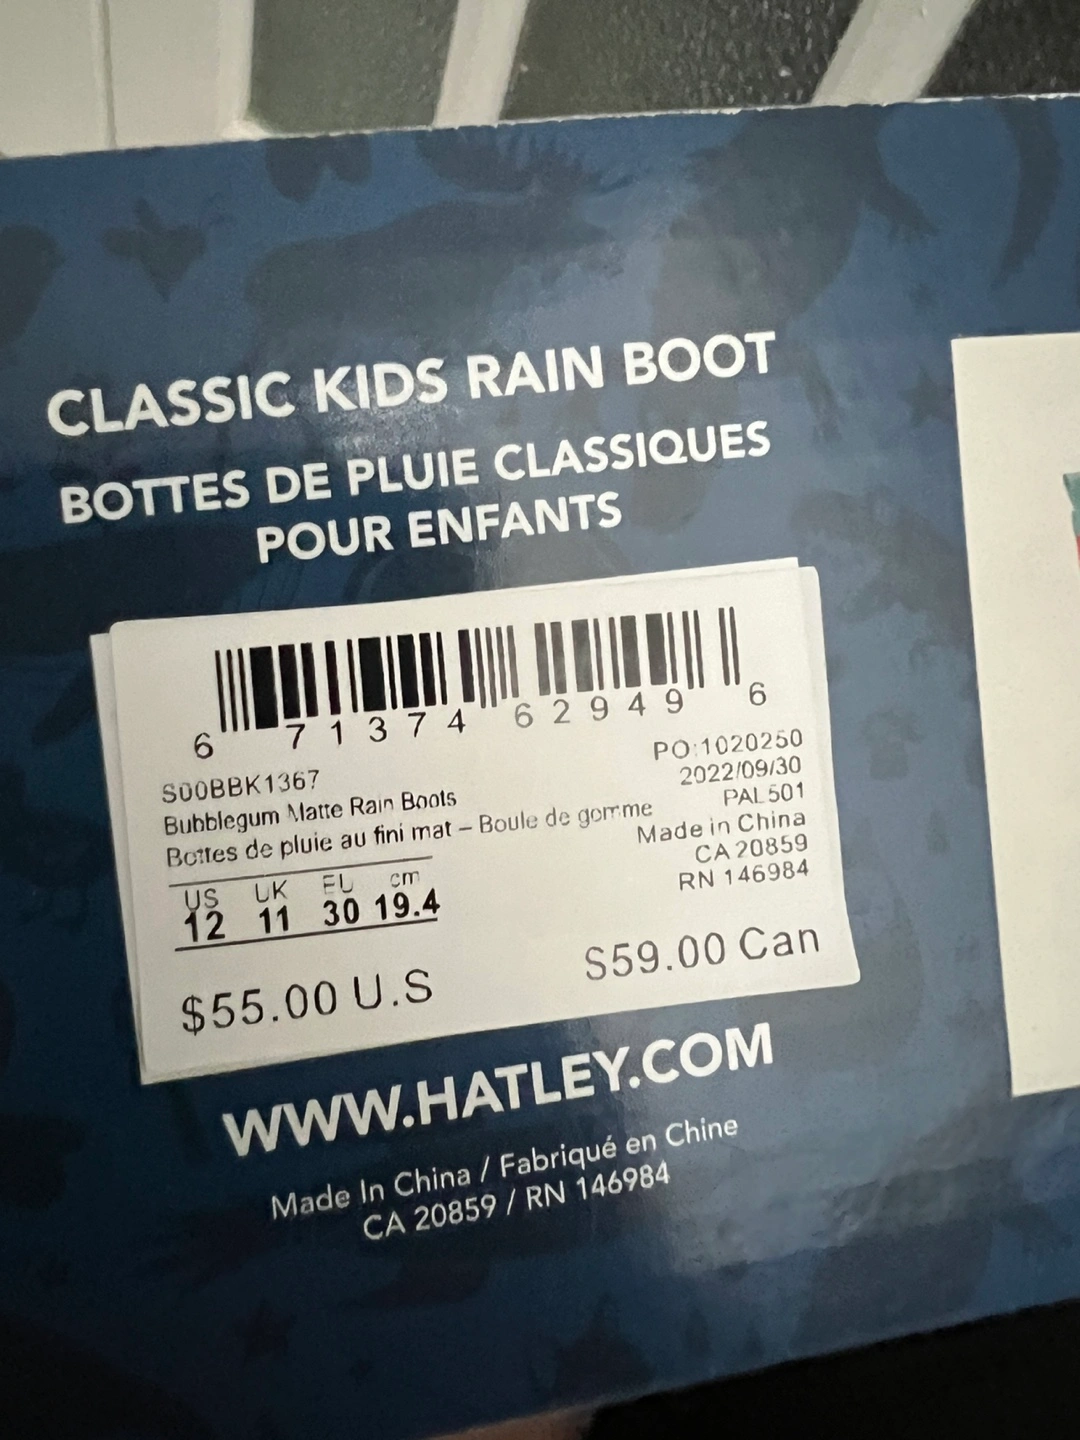 CLASSIC KIDS RAIN BOOT
BOTTES DE PLUIE CLASSIQUES
POUR ENFANTS
6 71374 62949 6
S00BBK1367
Bubblegum Matte Rain Boots
Bottes de pluie au fini mat – Boule de gomme
PO:1020250
2022/09/30
PAL501
Made in China
CA 20859
RN 146984
US UK EU cm
12 11 30 19.4
$55.00 U.S
$59.00 Can
WWW.HATLEY.COM
Made In China / Fabriqué en Chine
CA 20859 / RN 146984